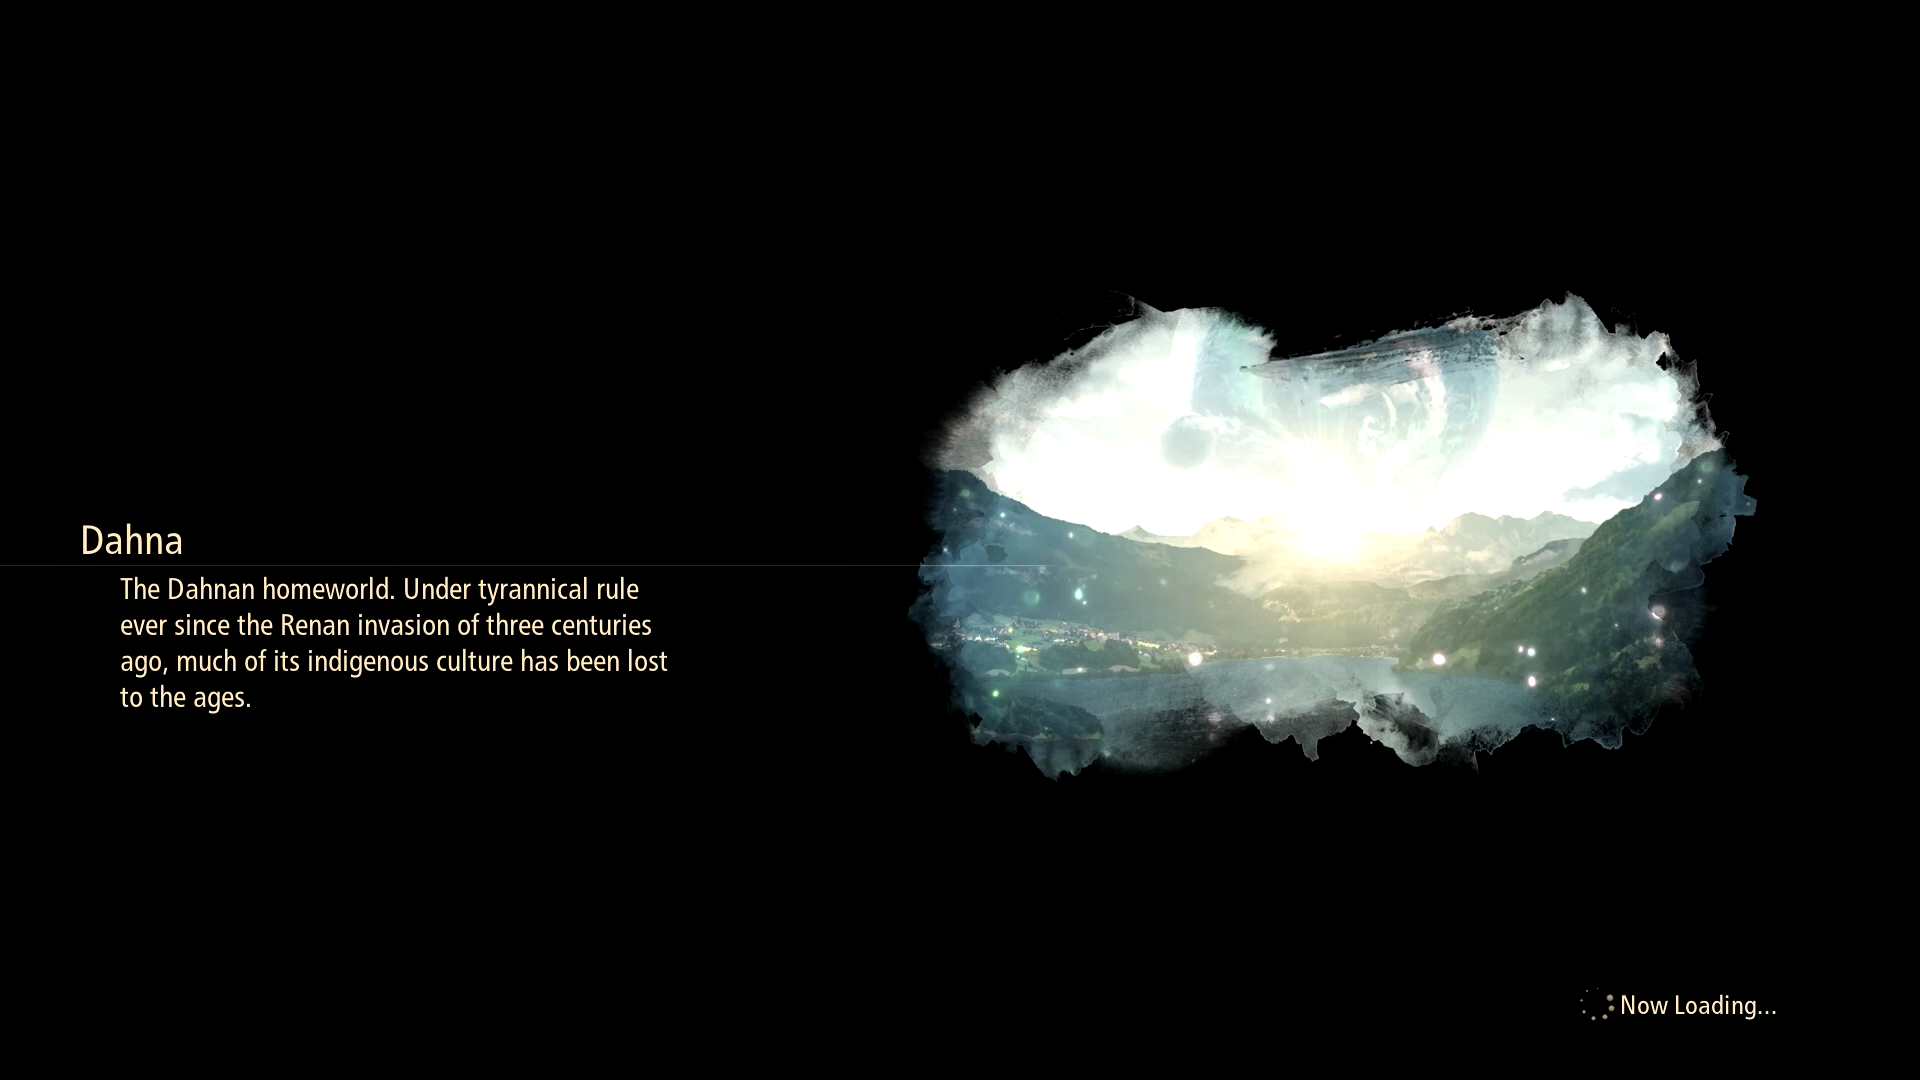 Dahna
The Dahnan homeworld. Under tyrannical rule
ever since the Renan invasion of three centuries
ago, much of its indigenous culture has been lost
to the ages.
Now Loading...